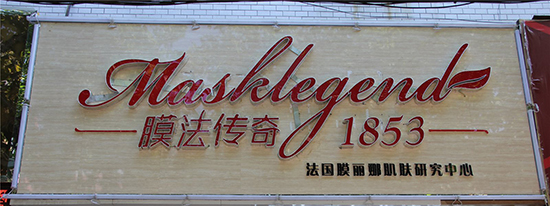 Masklegend
膜法传奇 1853
法国膜丽娜肌肤研究中心